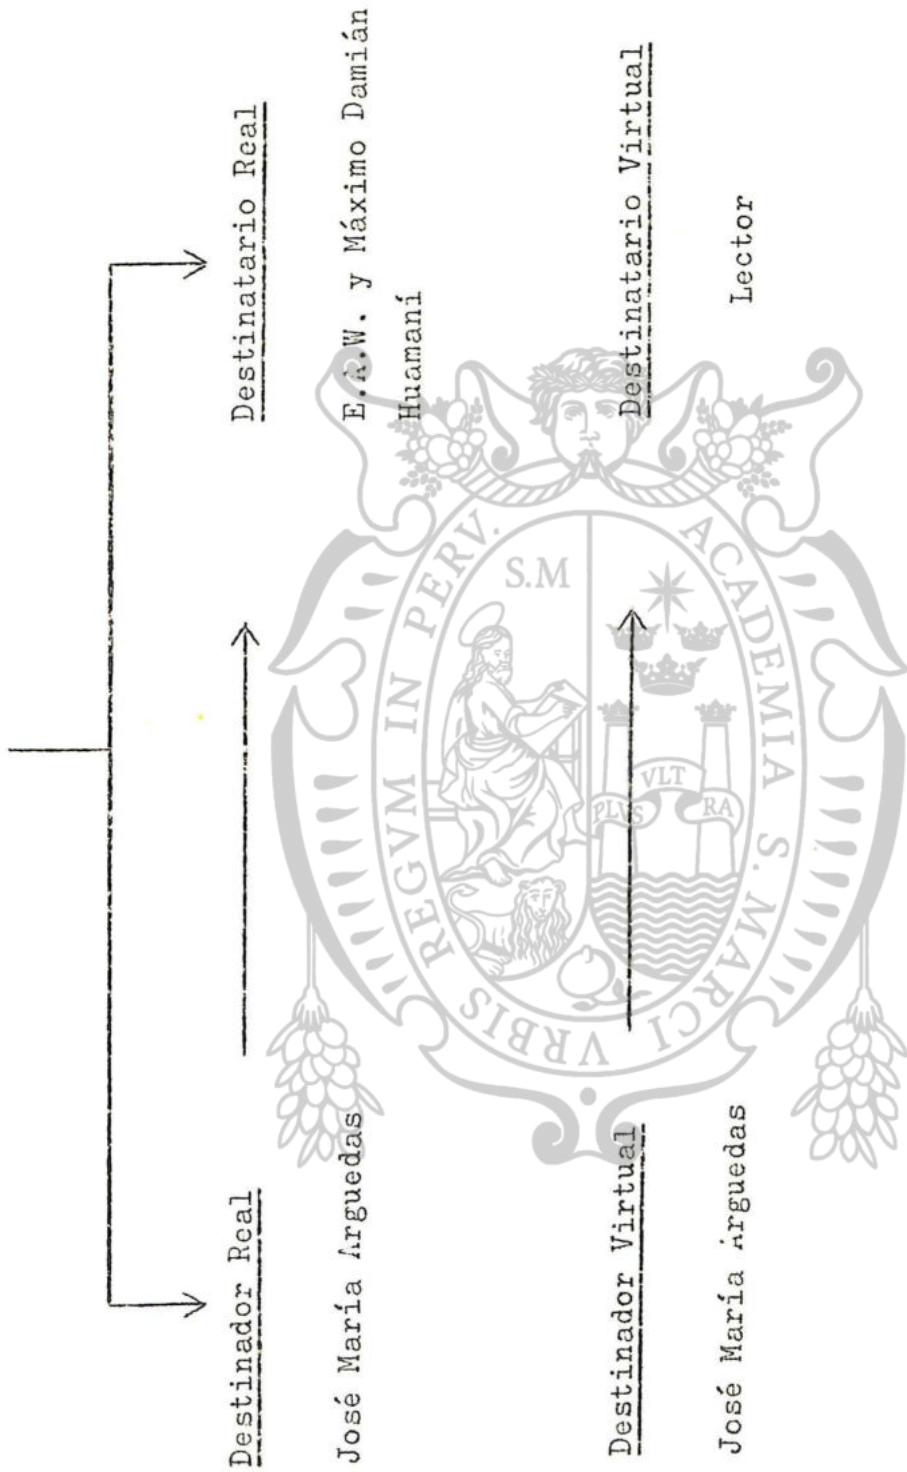 Destinador Real
Destinatario Real
José María Arguedas
E.A.W. y Máximo Damián
Huamaní
Destinador Virtual
Destinatario Virtual
José María Arguedas
Lector
S.M
PLVS VLT RA
ACADEMIA S. MARCI VRBIS REGVM IN PERV.